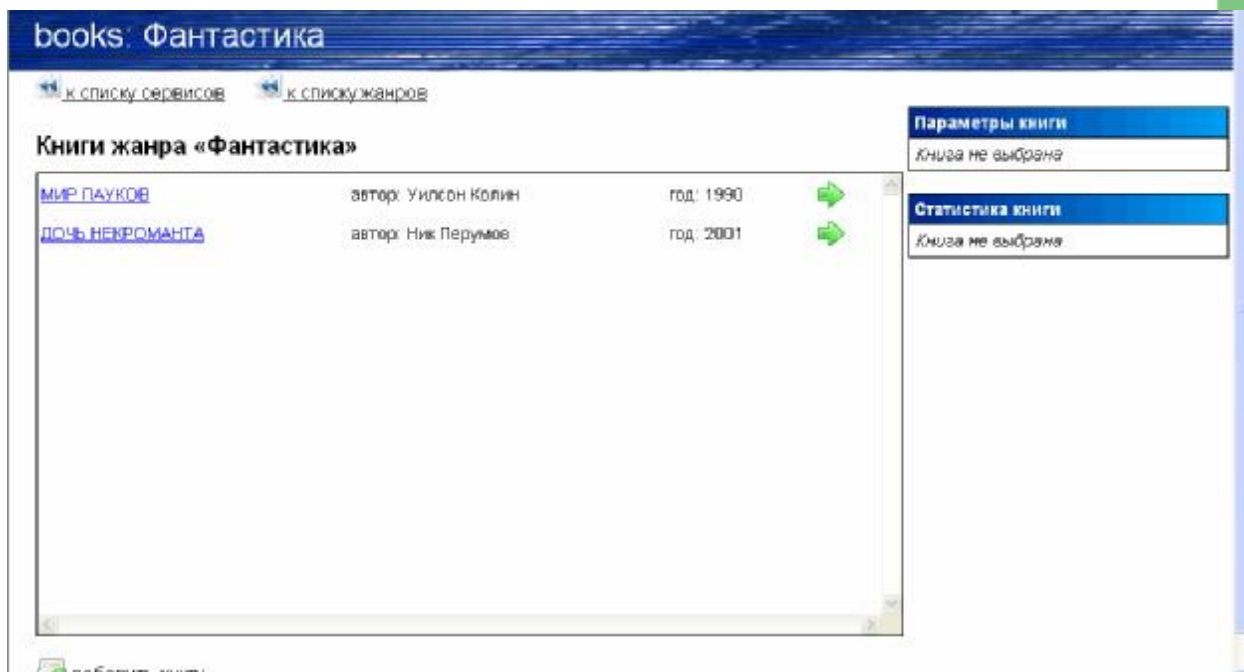 books: Фантастика
к списку сервисов к списку жанров
Книги жанра «Фантастика»
МИР ПАУКОВ автор: Уилсон Колин год: 1990
ДОЧЬ НЕКРОМАНТА автор: Ник Перумов год: 2001
Параметры книги
Книга не выбрана
Статистика книги
Книга не выбрана